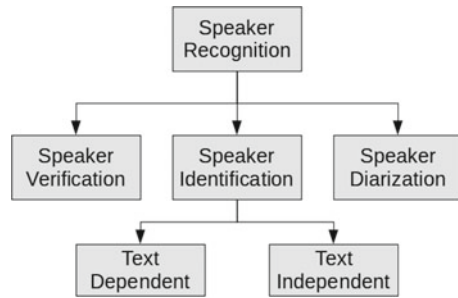 Speaker
Recognition
Speaker
Verification
Speaker
Identification
Speaker
Diarization
Text
Dependent
Text
Independent